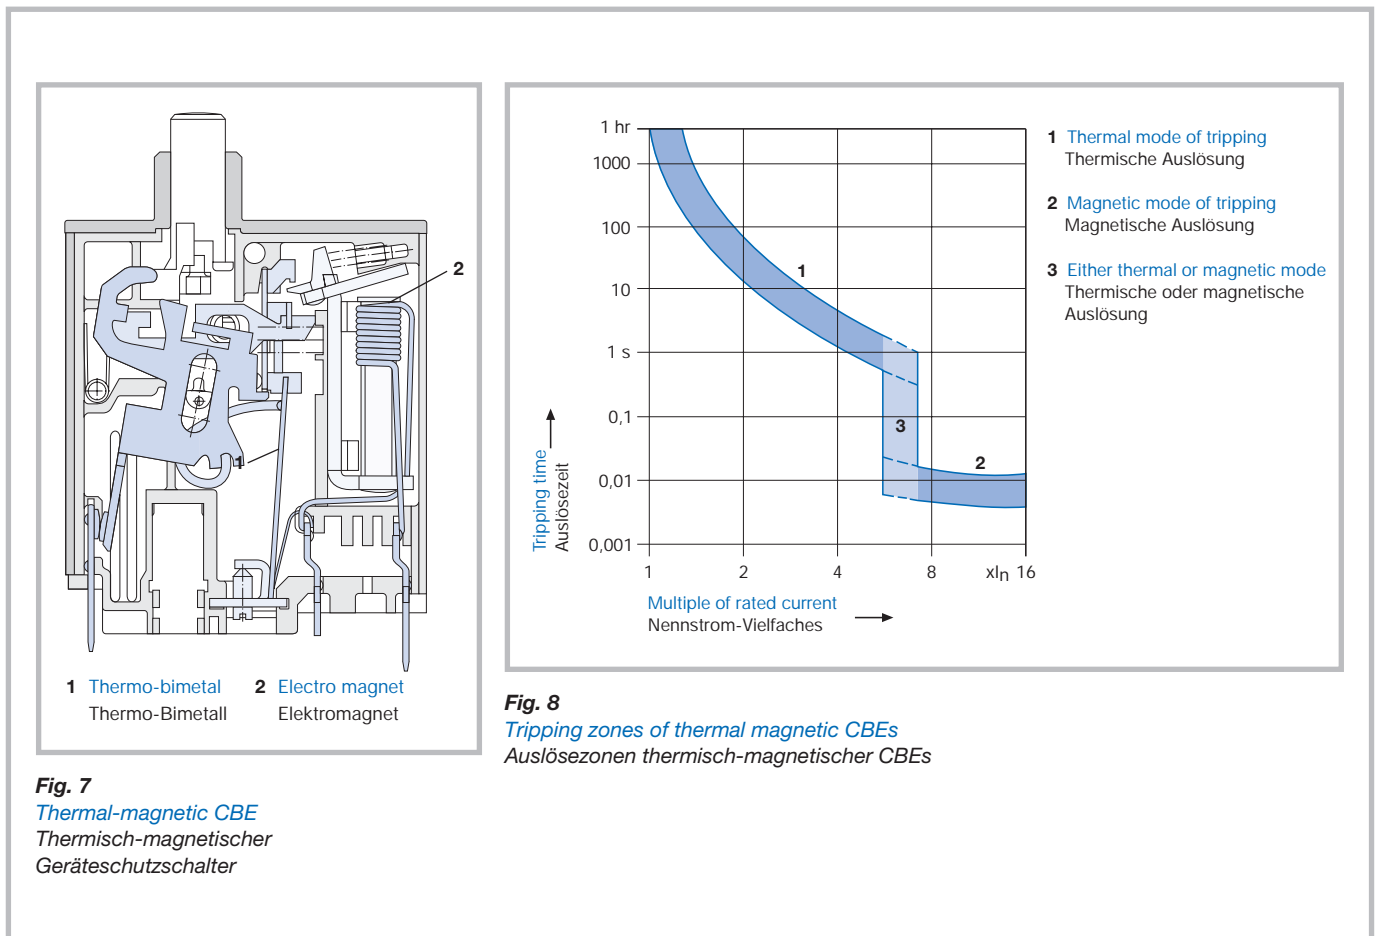 2
1
1 Thermo-bimetal
Thermo-Bimetall
2 Electro magnet
Elektromagnet
Fig. 7
Thermal-magnetic CBE
Thermisch-magnetischer
Geräteschutzschalter
1 hr
1000
100
10
1 s
0,1
0,01
0,001
1
3
2
Tripping time
Auslösezeit
1 2 4 8 xIn 16
Multiple of rated current
Nennstrom-Vielfaches
1 Thermal mode of tripping
Thermische Auslösung
2 Magnetic mode of tripping
Magnetische Auslösung
3 Either thermal or magnetic mode
Thermische oder magnetische
Auslösung
Fig. 8
Tripping zones of thermal magnetic CBEs
Auslösezonen thermisch-magnetischer CBEs